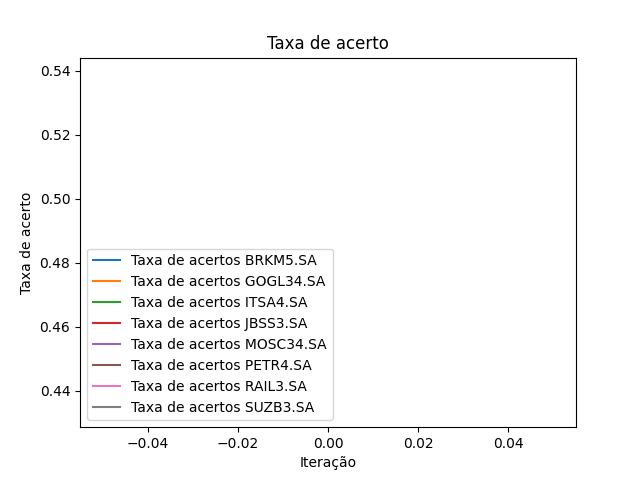 Taxa de acerto
0.54
0.52
0.50
0.48
0.46
0.44
Taxa de acerto
Taxa de acertos BRKM5.SA
Taxa de acertos GOGL34.SA
Taxa de acertos ITSA4.SA
Taxa de acertos JBSS3.SA
Taxa de acertos MOSC34.SA
Taxa de acertos PETR4.SA
Taxa de acertos RAIL3.SA
Taxa de acertos SUZB3.SA
−0.04 −0.02 0.00 0.02 0.04
Iteração